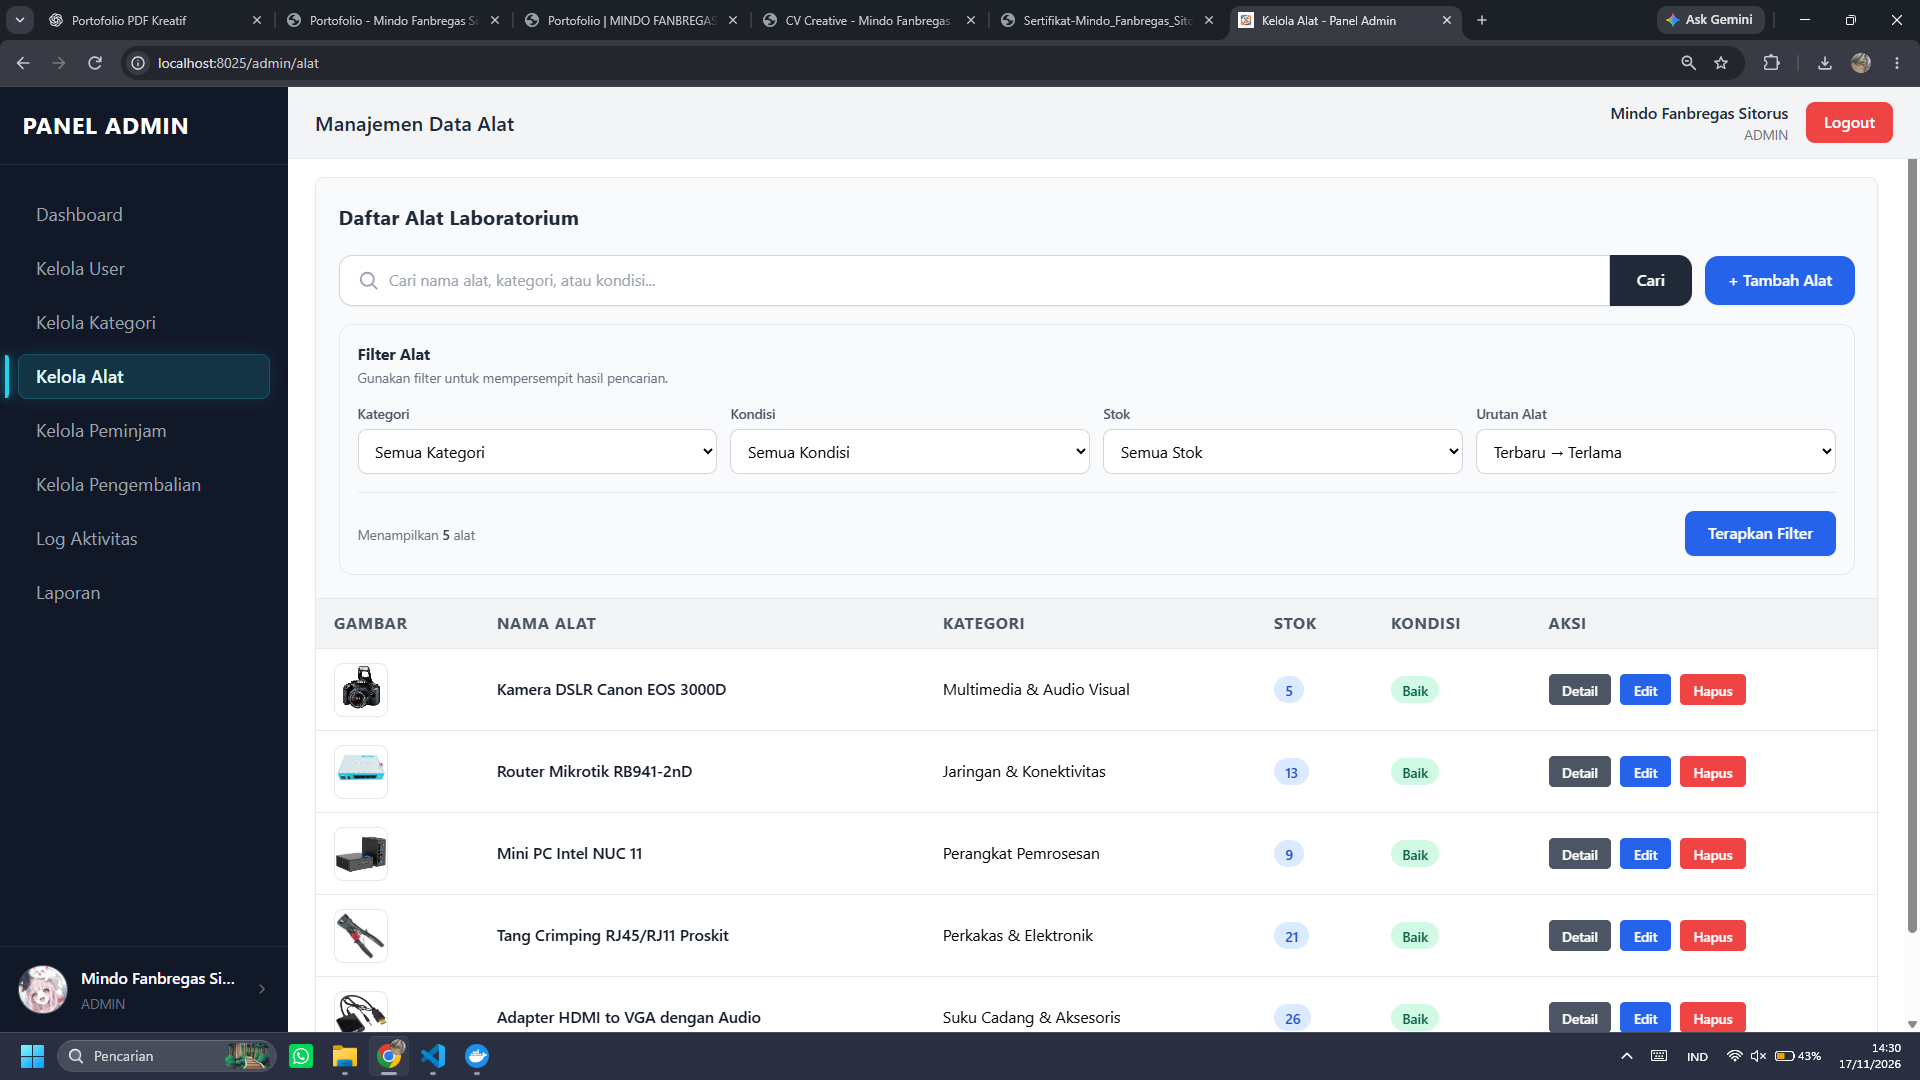 Portofolio PDF Kreatif
Portofolio - Mindo Fanbregas Si
Portofolio | MINDO FANBREGAS
CV Creative - Mindo Fanbregas
Sertifikat-Mindo_Fanbregas_Sito
Kelola Alat - Panel Admin
Ask Gemini
localhost:8025/admin/alat
PANEL ADMIN
Dashboard
Kelola User
Kelola Kategori
Kelola Alat
Kelola Peminjam
Kelola Pengembalian
Log Aktivitas
Laporan
Mindo Fanbregas Si...
ADMIN
Manajemen Data Alat
Mindo Fanbregas Sitorus
ADMIN
Logout
Daftar Alat Laboratorium
Cari nama alat, kategori, atau kondisi...
Cari
+ Tambah Alat
Filter Alat
Gunakan filter untuk mempersempit hasil pencarian.
Kategori Kondisi Stok Urutan Alat
Semua Kategori Semua Kondisi Semua Stok Terbaru → Terlama
Menampilkan 5 alat
Terapkan Filter
GAMBAR NAMA ALAT KATEGORI STOK KONDISI AKSI
Kamera DSLR Canon EOS 3000D Multimedia & Audio Visual 5 Baik Detail Edit Hapus
Router Mikrotik RB941-2nD Jaringan & Konektivitas 13 Baik Detail Edit Hapus
Mini PC Intel NUC 11 Perangkat Pemrosesan 9 Baik Detail Edit Hapus
Tang Crimping RJ45/RJ11 Proskit Perkakas & Elektronik 21 Baik Detail Edit Hapus
Adapter HDMI to VGA dengan Audio Suku Cadang & Aksesoris 26 Baik Detail Edit Hapus
Pencarian
IND
43%
14:30
17/11/2026